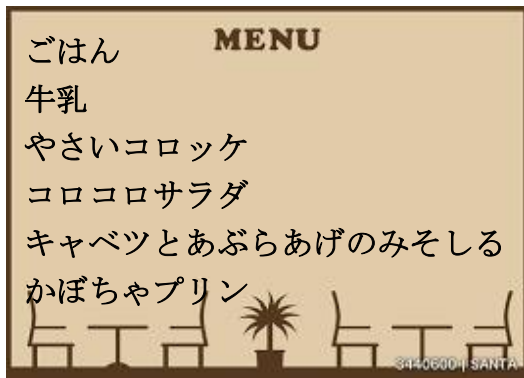 MENU
ごはん
牛乳
やさいコロッケ
コロコロサラダ
キャベツとあぶらあげのみそしる
かぼちゃプリン
3440600 | SANTA